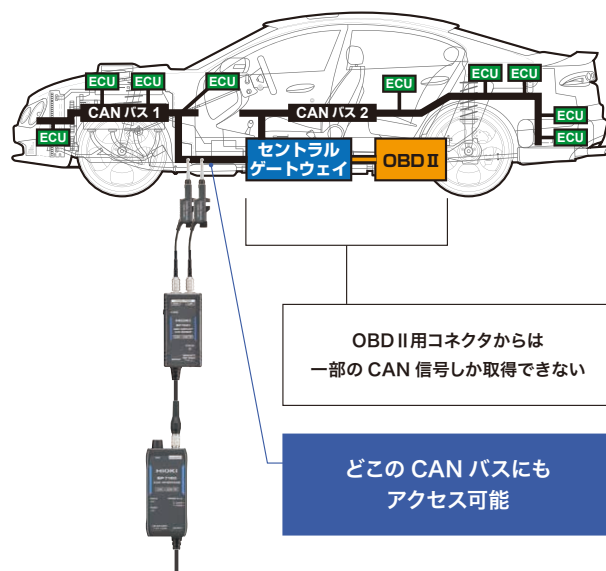 ECU
ECU
ECU
ECU
ECU
ECU
CAN バス 1
CAN バス 2
ECU
ECU
ECU
ECU
セントラル
ゲートウェイ
OBDⅡ
HIOKI
OBDⅡ用コネクタからは
一部の CAN 信号しか取得できない
どこの CAN バスにも
アクセス可能
HIOKI